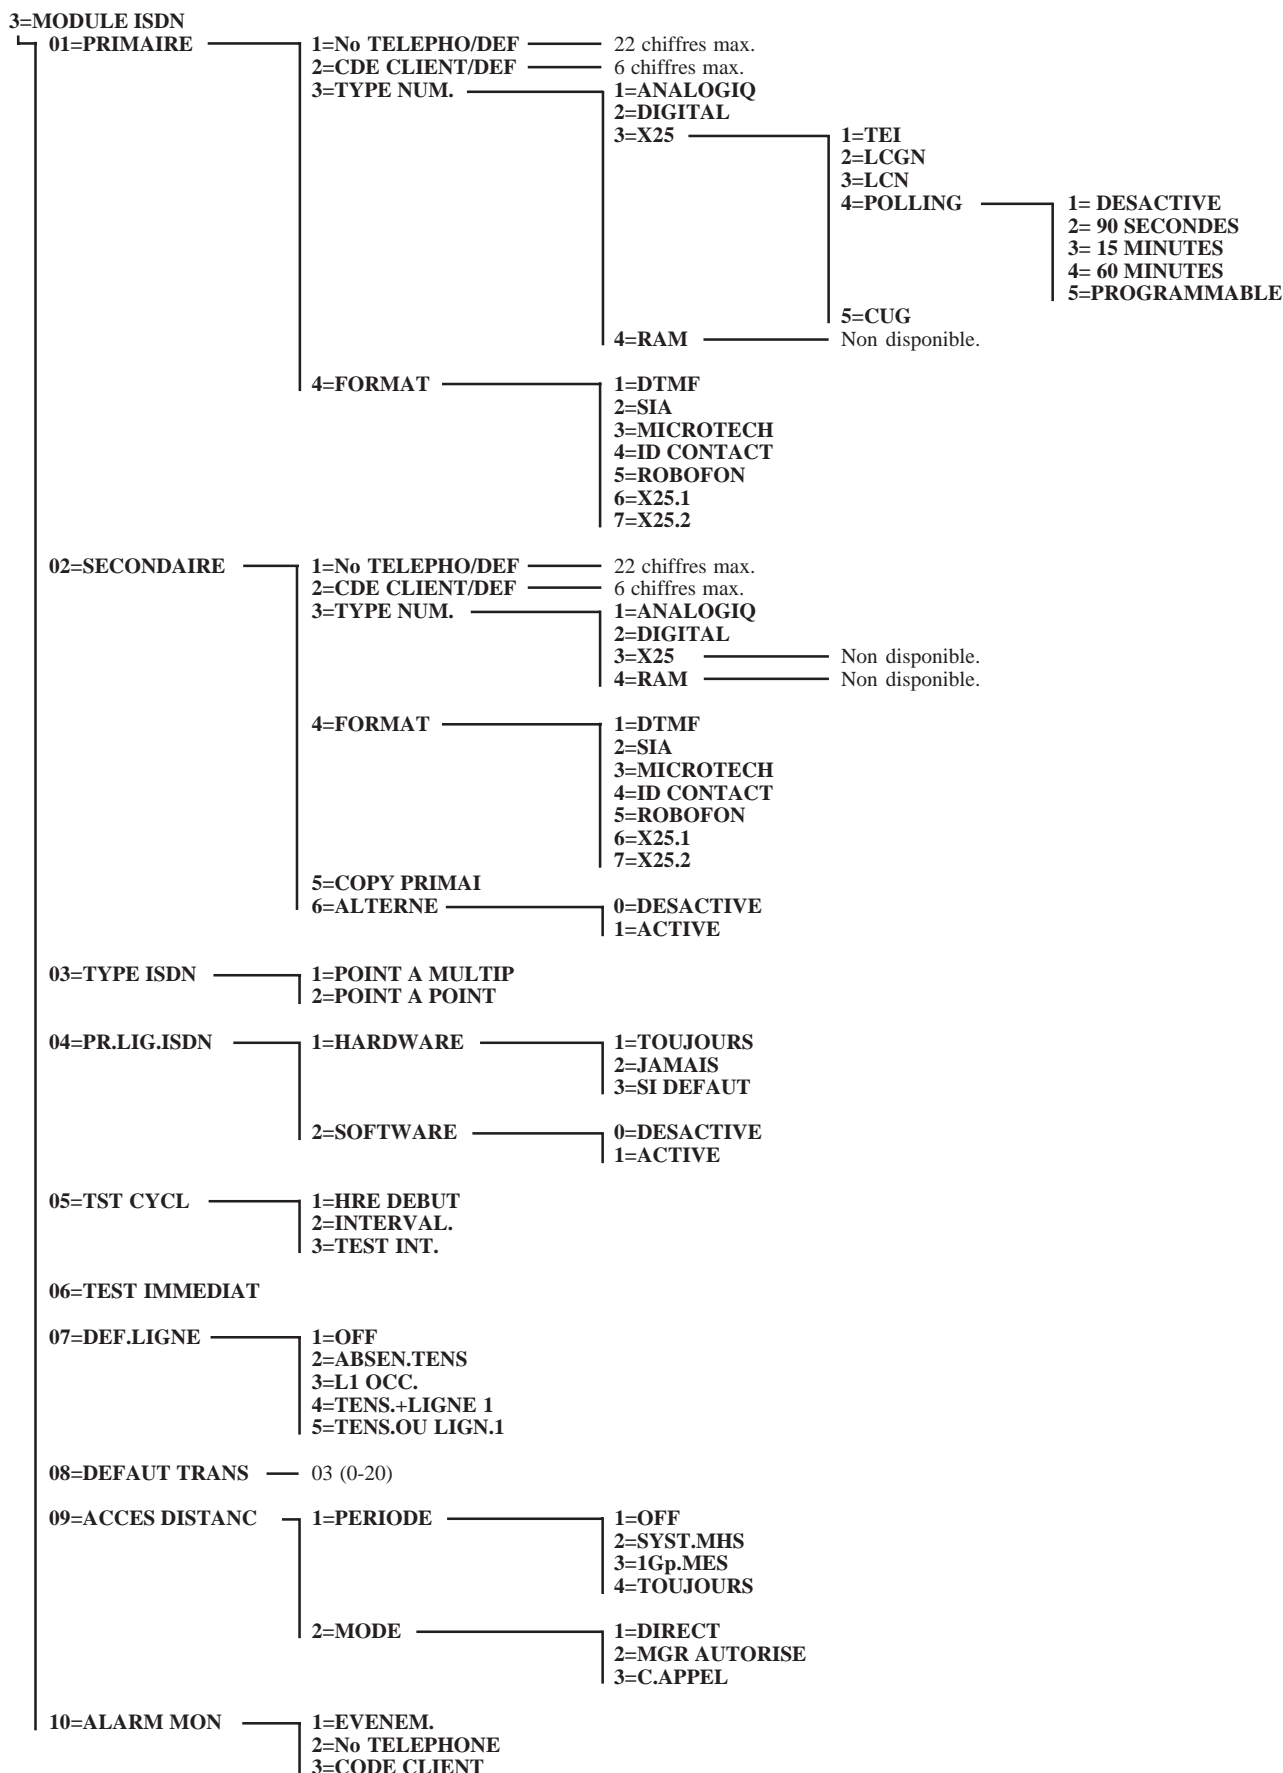 3=MODULE ISDN
01=PRIMAIRE 1=No TELEPHO/DEF 22 chiffres max.
2=CDE CLIENT/DEF 6 chiffres max.
3=TYPE NUM. 1=ANALOGIQ
2=DIGITAL
3=X25 1=TEI
2=LCGN
3=LCN
4=POLLING 1= DESACTIVE
2= 90 SECONDES
3= 15 MINUTES
4= 60 MINUTES
5=PROGRAMMABLE
5=CUG
4=RAM Non disponible.
4=FORMAT 1=DTMF
2=SIA
3=MICROTECH
4=ID CONTACT
5=ROBOFON
6=X25.1
7=X25.2
02=SECONDAIRE 1=No TELEPHO/DEF 22 chiffres max.
2=CDE CLIENT/DEF 6 chiffres max.
3=TYPE NUM. 1=ANALOGIQ
2=DIGITAL
3=X25 Non disponible.
4=RAM Non disponible.
4=FORMAT 1=DTMF
2=SIA
3=MICROTECH
4=ID CONTACT
5=ROBOFON
6=X25.1
7=X25.2
5=COPY PRIMAI
6=ALTERNE 0=DESACTIVE
1=ACTIVE
03=TYPE ISDN 1=POINT A MULTIP
2=POINT A POINT
04=PR.LIG.ISDN 1=HARDWARE 1=TOUJOURS
2=JAMAIS
3=SI DEFAUT
2=SOFTWARE 0=DESACTIVE
1=ACTIVE
05=TST CYCL 1=HRE DEBUT
2=INTERVAL.
3=TEST INT.
06=TEST IMMEDIAT
07=DEF.LIGNE 1=OFF
2=ABSEN.TENS
3=L1 OCC.
4=TENS.+LIGNE 1
5=TENS.OU LIGN.1
08=DEFAUT TRANS 03 (0-20)
09=ACCES DISTANC 1=PERIODE 1=OFF
2=SYST.MHS
3=1Gp.MES
4=TOUJOURS
2=MODE 1=DIRECT
2=MGR AUTORISE
3=C.APPEL
10=ALARM MON 1=EVENEM.
2=No TELEPHONE
3=CODE CLIENT